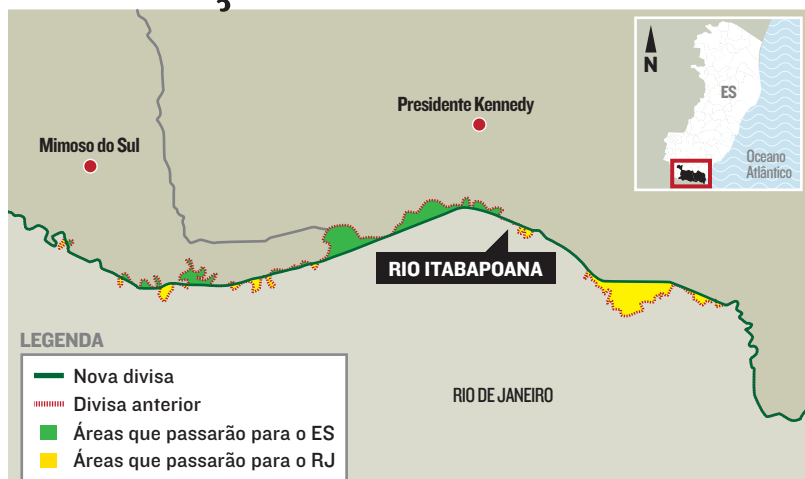 N
ES
Oceano
Atlântico
Presidente Kennedy
Mimoso do Sul
RIO ITABAPOANA
RIO DE JANEIRO
LEGENDA
Nova divisa
Divisa anterior
Áreas que passarão para o ES
Áreas que passarão para o RJ